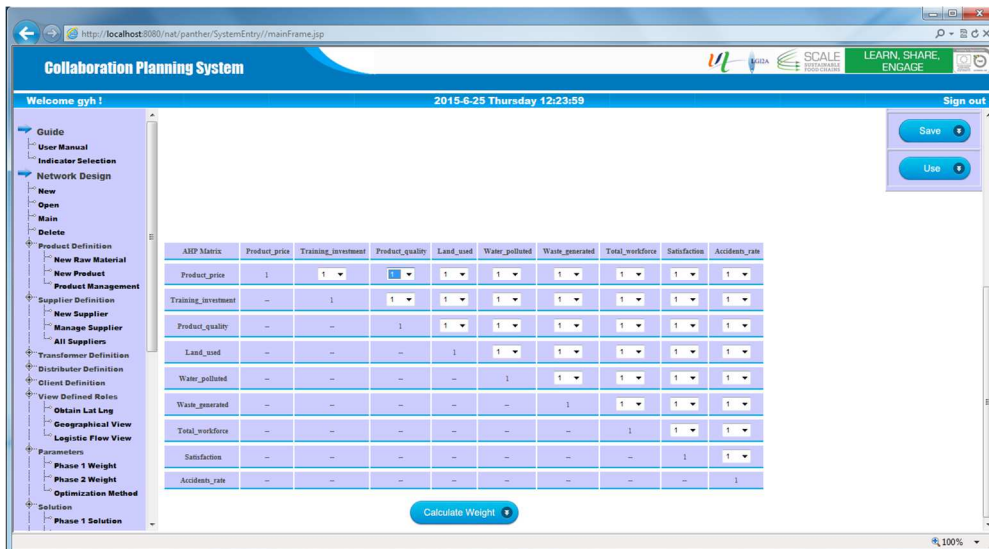 http://localhost:8080/nat/panther/SystemEntry//mainFrame.jsp
Collaboration Planning System
SCALE
SUSTAINABLE
FOOD CHAINS
LEARN, SHARE,
ENGAGE
Welcome gyh !
2015-6-25 Thursday 12:23:59
Sign out
Guide
User Manual
Indicator Selection
Network Design
New
Open
Main
Delete
Product Definition
New Raw Material
New Product
Product Management
Supplier Definition
New Supplier
Manage Supplier
All Suppliers
Transformer Definition
Distributer Definition
Client Definition
View Defined Roles
Obtain Lat Lng
Geographical View
Logistic Flow View
Parameters
Phase 1 Weight
Phase 2 Weight
Optimization Method
Solution
Phase 1 Solution
Save
Use
AHP Matrix Product_price Training_investment Product_quality Land_used Water_polluted Waste_generated Total_workforce Satisfaction Accidents_rate
Product_price 1 1 1 1 1 1 1 1 1
Training_investment -- 1 1 1 1 1 1 1 1
Product_quality -- -- 1 1 1 1 1 1 1
Land_used -- -- -- 1 1 1 1 1 1
Water_polluted -- -- -- -- 1 1 1 1 1
Waste_generated -- -- -- -- -- 1 1 1 1
Total_workforce -- -- -- -- -- -- 1 1 1
Satisfaction -- -- -- -- -- -- -- 1 1
Accidents_rate -- -- -- -- -- -- -- -- 1
Calculate Weight
100%